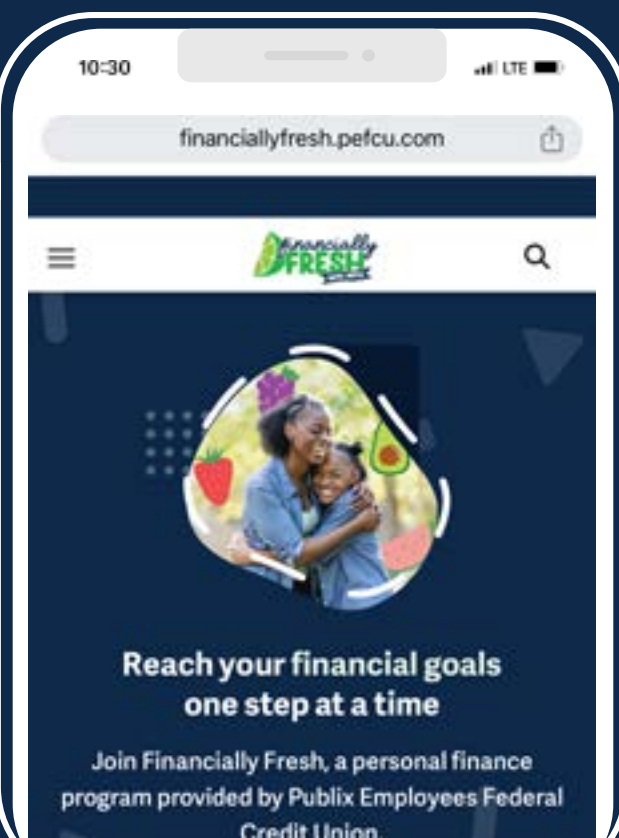 10:30
LTE
financiallyfresh.pefcu.com
financially
FRESH
Reach your financial goals
one step at a time
Join Financially Fresh, a personal finance
program provided by Publix Employees Federal
Credit Union.